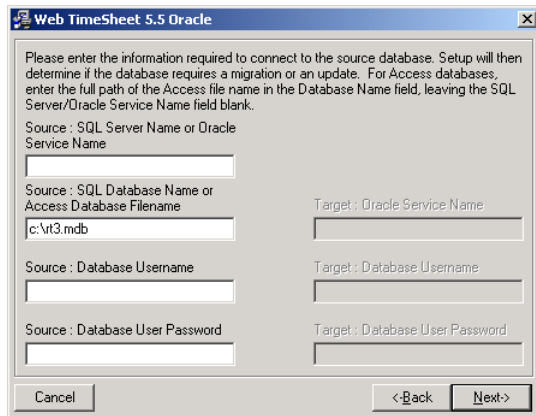 Web TimeSheet 5.5 Oracle
Please enter the information required to connect to the source database. Setup will then
determine if the database requires a migration or an update. For Access databases,
enter the full path of the Access file name in the Database Name field, leaving the SQL
Server/Oracle Service Name field blank.
Source : SQL Server Name or Oracle
Service Name
Source : SQL Database Name or
Access Database Filename
Target : Oracle Service Name
c:\rt3.mdb
Source : Database Username
Target : Database Username
Source : Database User Password
Target : Database User Password
Cancel
<-Back
Next->